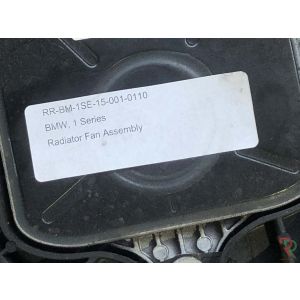 RR-BM-1SE-15-001-0110
BMW, 1 Series
Radiator Fan Assembly